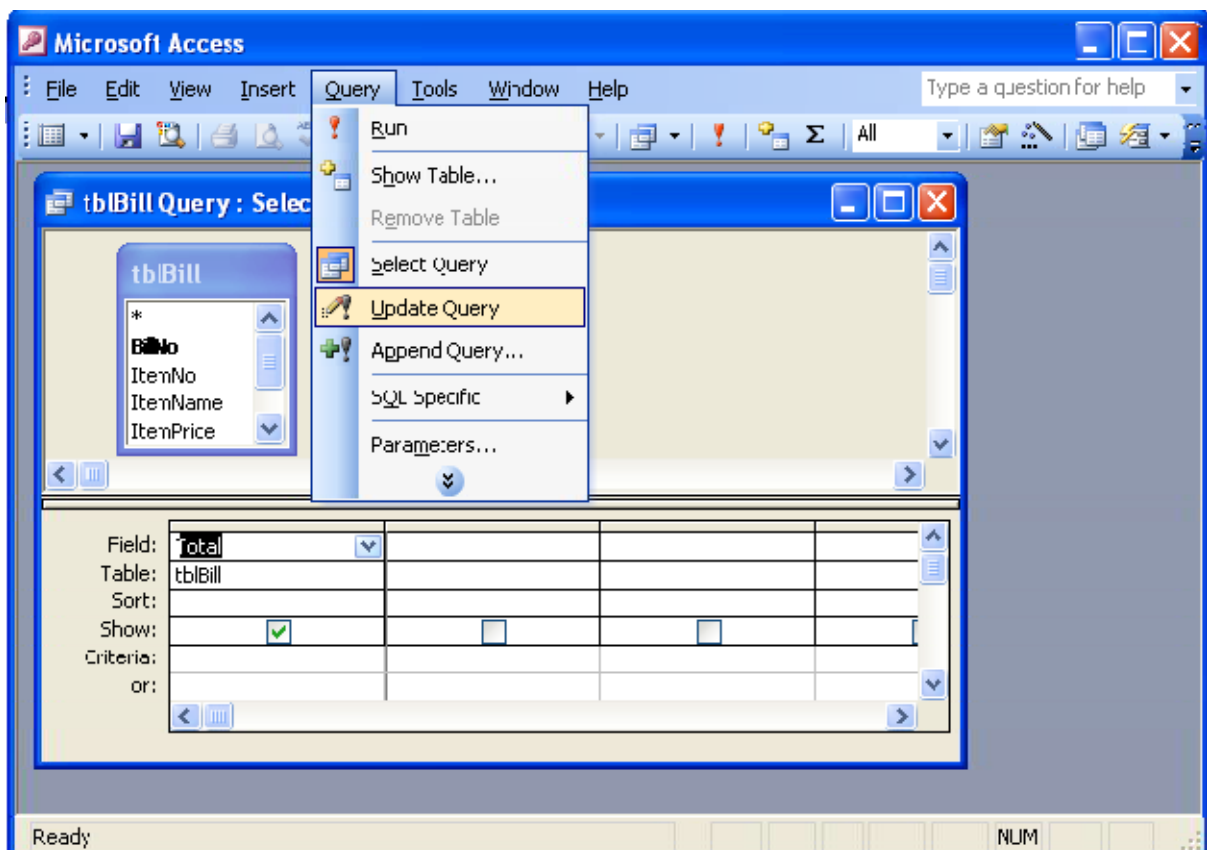 Microsoft Access
File Edit View Insert Query Tools Window Help Type a question for help
All
Run
Show Table...
Remove Table
Select Query
Update Query
Append Query...
SQL Specific
Parameters...
tblBill Query : Selec
tblBill
*
BillNo
ItemNo
ItemName
ItemPrice
Field: Total
Table: tblBill
Sort:
Show:
Criteria:
or:
Ready NUM